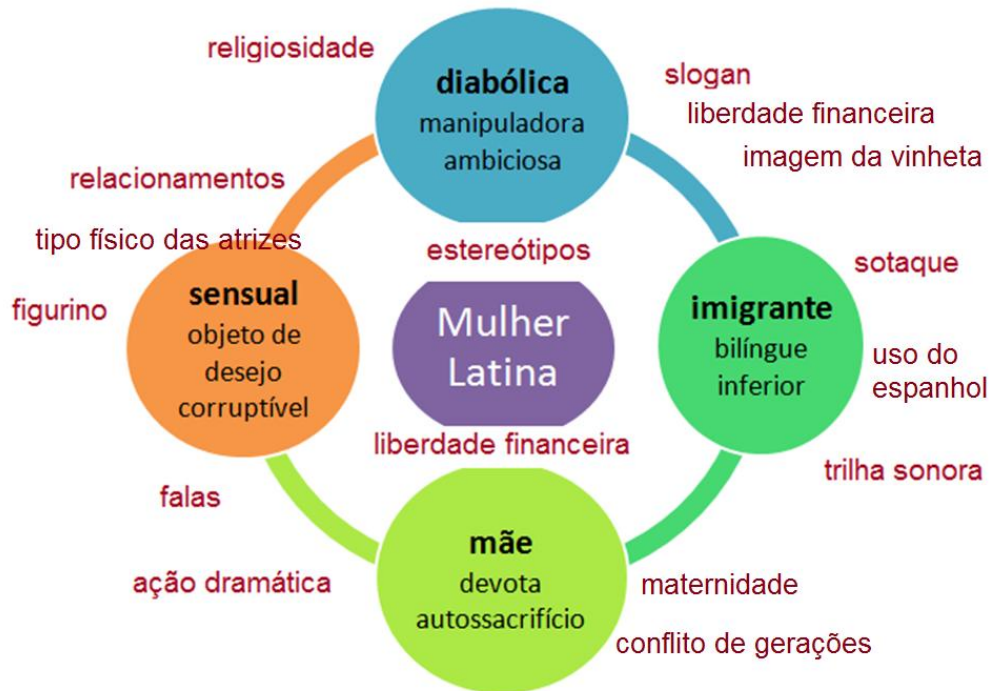 religiosidade
diabólica
manipuladora
ambiciosa
slogan
liberdade financeira
imagem da vinheta
relacionamentos
tipo físico das atrizes
figurino
sensual
objeto de
desejo
corruptível
estereótipos
Mulher
Latina
liberdade financeira
sotaque
imigrante
bilíngue
inferior
uso do
espanhol
trilha sonora
falas
ação dramática
mãe
devota
autossacrifício
maternidade
conflito de gerações